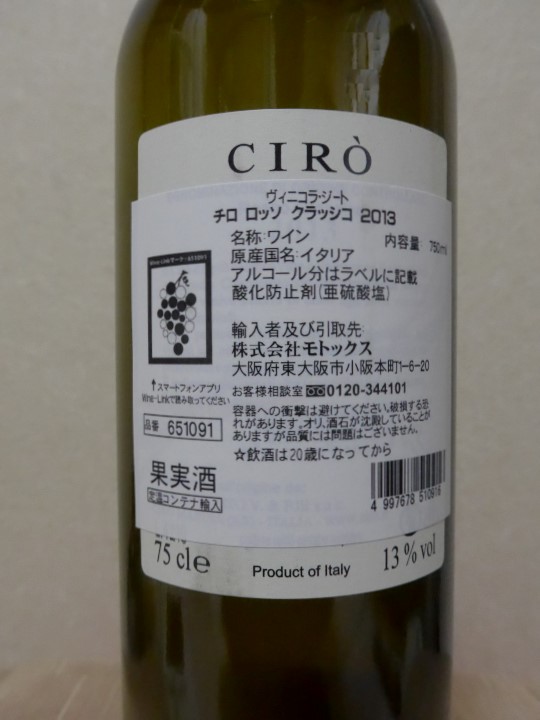 CIRÒ
ヴィニコラ・ジート
チロ ロッソ クラッシコ 2013
名称:ワイン 内容量: 750ml
原産国名:イタリア
アルコール分はラベルに記載
酸化防止剤(亜硫酸塩)
輸入者及び引取先:
株式会社モトックス
大阪府東大阪市小阪本町1-6-20
お客様相談室 0120-344101
↑スマートフォンアプリ
Wine-Linkで読み取ってください
容器への衝撃は避けてください。破損する恐
れがあります。オリ、酒石が沈殿していることが
ありますが品質には問題はございません。
品番 651091
☆飲酒は20歳になってから
果実酒
定温コンテナ輸入
4 997678 510916
75 cl e
Product of Italy
13 % vol